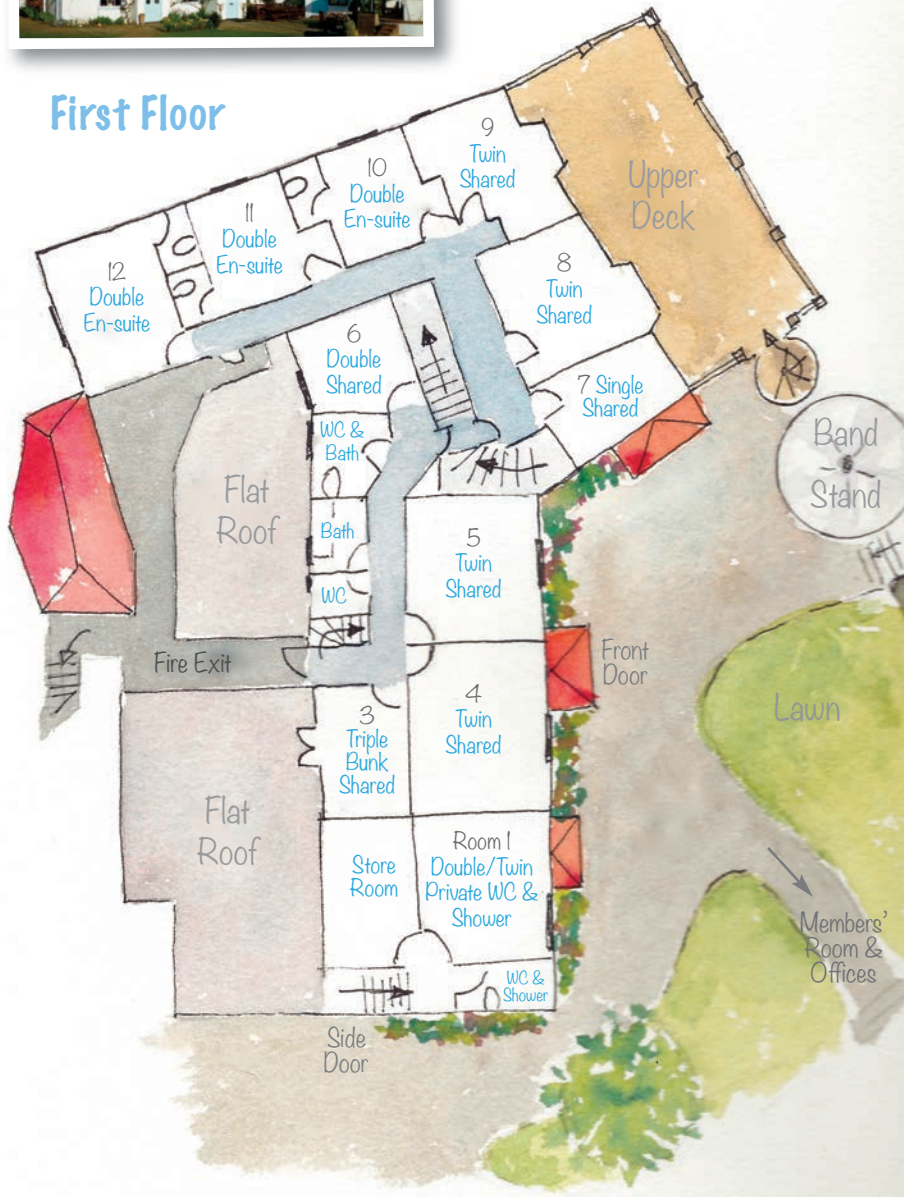 First Floor
9
Twin
Shared
Upper
Deck
10
Double
En-suite
11
Double
En-suite
12
Double
En-suite
8
Twin
Shared
6
Double
Shared
7 Single
Shared
WC &
Bath
Band
Stand
Flat
Roof
Bath
5
Twin
Shared
WC
Fire Exit
Front
Door
3
Triple
Bunk
Shared
4
Twin
Shared
Lawn
Flat
Roof
Store
Room
Room 1
Double/Twin
Private WC &
Shower
Members'
Room &
Offices
WC &
Shower
Side
Door